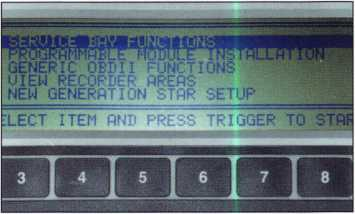 SERVICE BAY FUNCTIONS
PROGRAMMABLE MODULE INSTALLATION
GENERIC OBDII FUNCTIONS
VIEW RECORDER AREAS
NEW GENERATION STAR SETUP
ELECT ITEM AND PRESS TRIGGER TO STAR
3 4 5 6 7 8